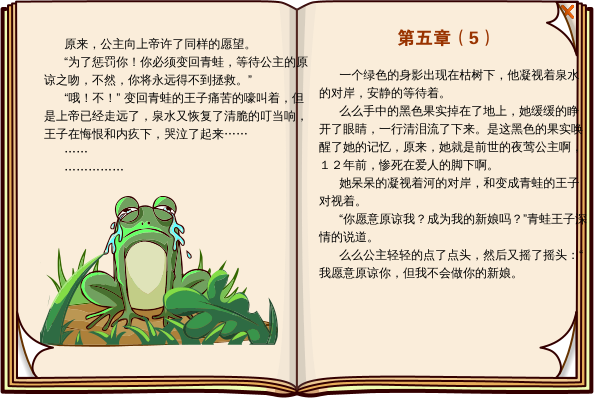 原来，公主向上帝许了同样的愿望。
“为了惩罚你！你必须变回青蛙，等待公主的原
谅之吻，不然，你将永远得不到拯救。”
“哦！不！” 变回青蛙的王子痛苦的嚎叫着，但
是上帝已经走远了，泉水又恢复了清脆的叮当响，
王子在悔恨和内疚下，哭泣了起来……
……
……………
第五章（5）
一个绿色的身影出现在枯树下，他凝视着泉水
的对岸，安静的等待着。
么么手中的黑色果实掉在了地上，她缓缓的睁
开了眼睛，一行清泪流了下来。是这黑色的果实唤
醒了她的记忆，原来，她就是前世的夜莺公主啊，
１２年前，惨死在爱人的脚下啊。
她呆呆的凝视着河的对岸，和变成青蛙的王子
对视着。
“你愿意原谅我？成为我的新娘吗？”青蛙王子深
情的说道。
么么公主轻轻的点了点头，然后又摇了摇头：“
我愿意原谅你，但我不会做你的新娘。